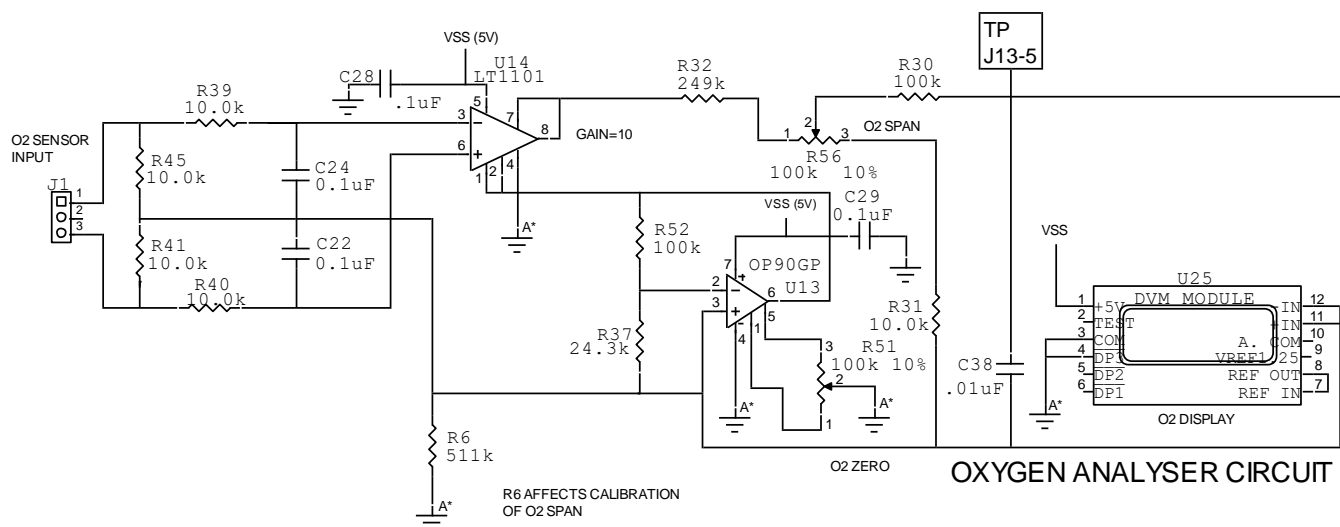 TP
J13-5
VSS (5V)
U14
LT1101
C28
.1uF
R32
249k
R30
100k
R39
10.0k
5
3
6
7
8
1
2
4
GAIN=10
1
2
3
O2 SPAN
R56
100k 10%
O2 SENSOR
INPUT
R45
10.0k
C24
0.1uF
J1
1
2
3
A*
R52
100k
VSS (5V)
C29
0.1uF
VSS
R41
10.0k
C22
0.1uF
R40
10.0k
7
OP90GP
U13
2
3
6
5
4
1
R37
24.3k
R31
10.0k
R51
100k 10%
3
2
1
A*
A*
C38
.01uF
U25
DVM MODULE
1
2
3
4
5
6
+5V
TEST
COM
DP3
DP2
DP1
-IN
+IN
A. COM
VREF1.25
REF OUT
REF IN
12
11
10
9
8
7
A*
O2 DISPLAY
R6
511k
A*
O2 ZERO
OXYGEN ANALYSER CIRCUIT
R6 AFFECTS CALIBRATION
OF O2 SPAN